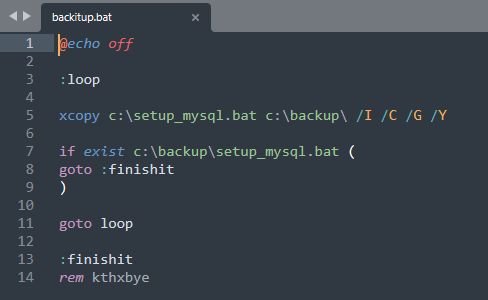 backitup.bat ×
1 @echo off
2
3 :loop
4
5 xcopy c:\setup_mysql.bat c:\backup\ /I /C /G /Y
6
7 if exist c:\backup\setup_mysql.bat (
8 goto :finishit
9 )
10
11 goto loop
12
13 :finishit
14 rem kthxbye